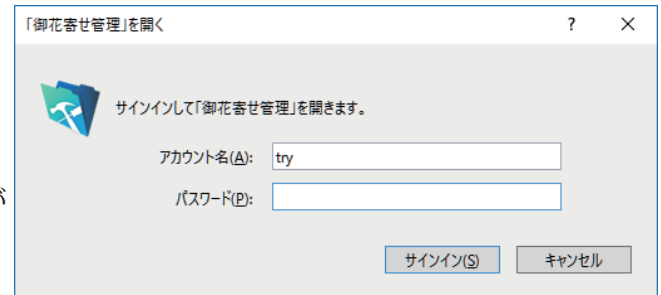 「御花寄せ管理」を開く ? ×
サインインして「御花寄せ管理」を開きます。
アカウント名(A): try
が パスワード(P):
サインイン(S) キャンセル